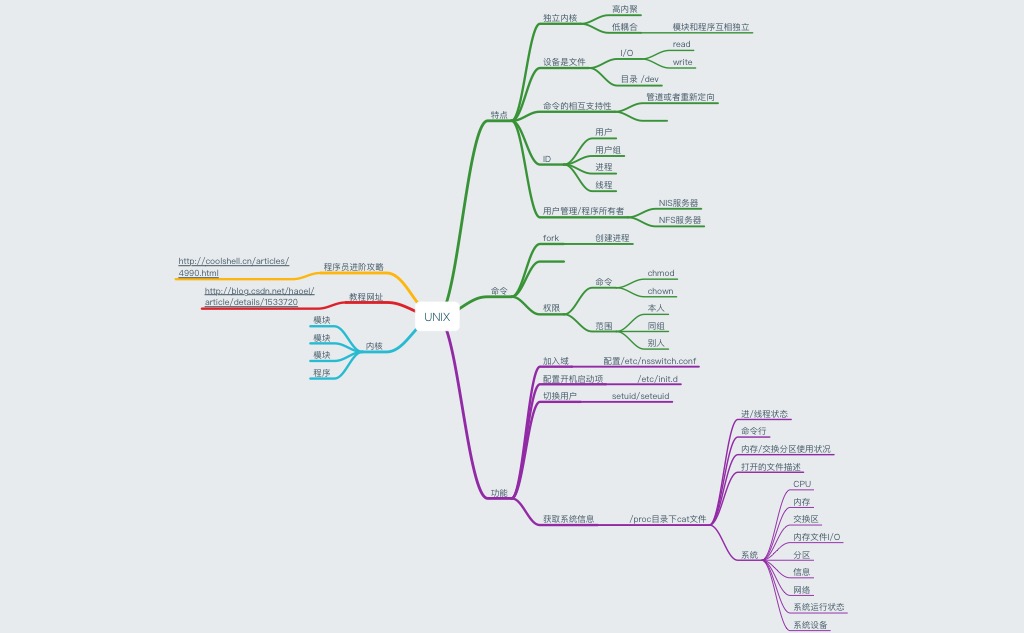 UNIX
特点
独立内核
高内聚
低耦合
模块和程序互相独立
设备是文件
I/O
read
write
目录 /dev
命令的相互支持性
管道或者重新定向
ID
用户
用户组
进程
线程
用户管理/程序所有者
NIS服务器
NFS服务器
命令
fork
创建进程
权限
命令
chmod
chown
范围
本人
同组
别人
功能
加入域
配置/etc/nsswitch.conf
配置开机启动项
/etc/init.d
切换用户
setuid/seteuid
获取系统信息
/proc目录下cat文件
进/线程状态
命令行
内存/交换分区使用状况
打开的文件描述
系统
CPU
内存
交换区
内存文件I/O
分区
信息
网络
系统运行状态
系统设备
程序员进阶攻略
http://coolshell.cn/articles/
4990.html
教程网址
http://blog.csdn.net/haoel/
article/details/1533720
内核
模块
模块
模块
程序